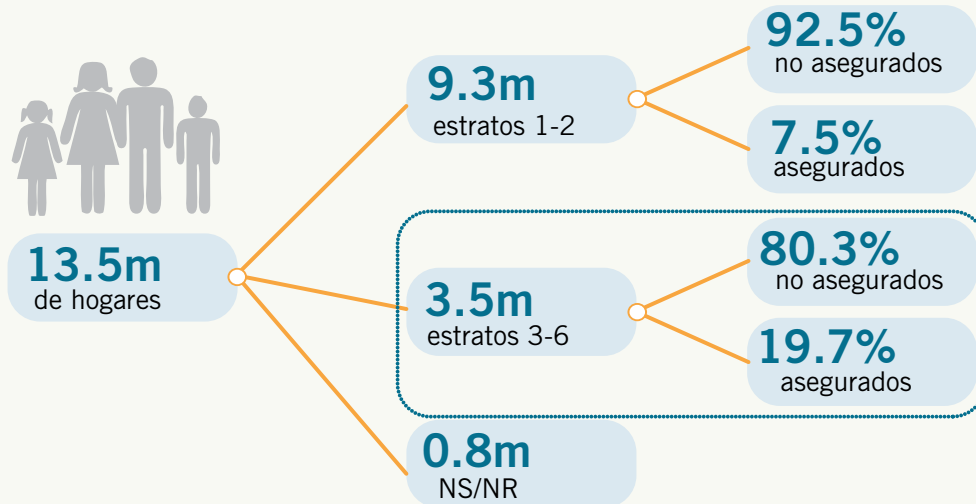 13.5m
de hogares
9.3m
estratos 1-2
92.5%
no asegurados
7.5%
asegurados
3.5m
estratos 3-6
80.3%
no asegurados
19.7%
asegurados
0.8m
NS/NR